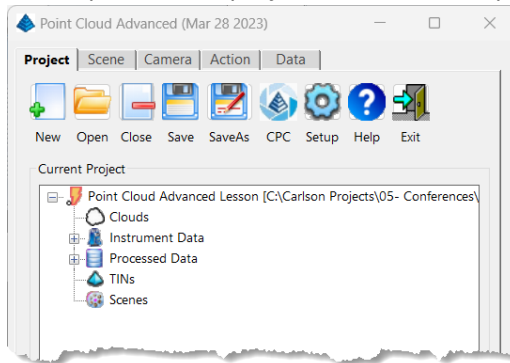 Point Cloud Advanced (Mar 28 2023)
Project Scene Camera Action Data
New Open Close Save SaveAs CPC Setup Help Exit
Current Project
Point Cloud Advanced Lesson [C:\Carlson Projects\05- Conferences\
Clouds
Instrument Data
Processed Data
TINs
Scenes